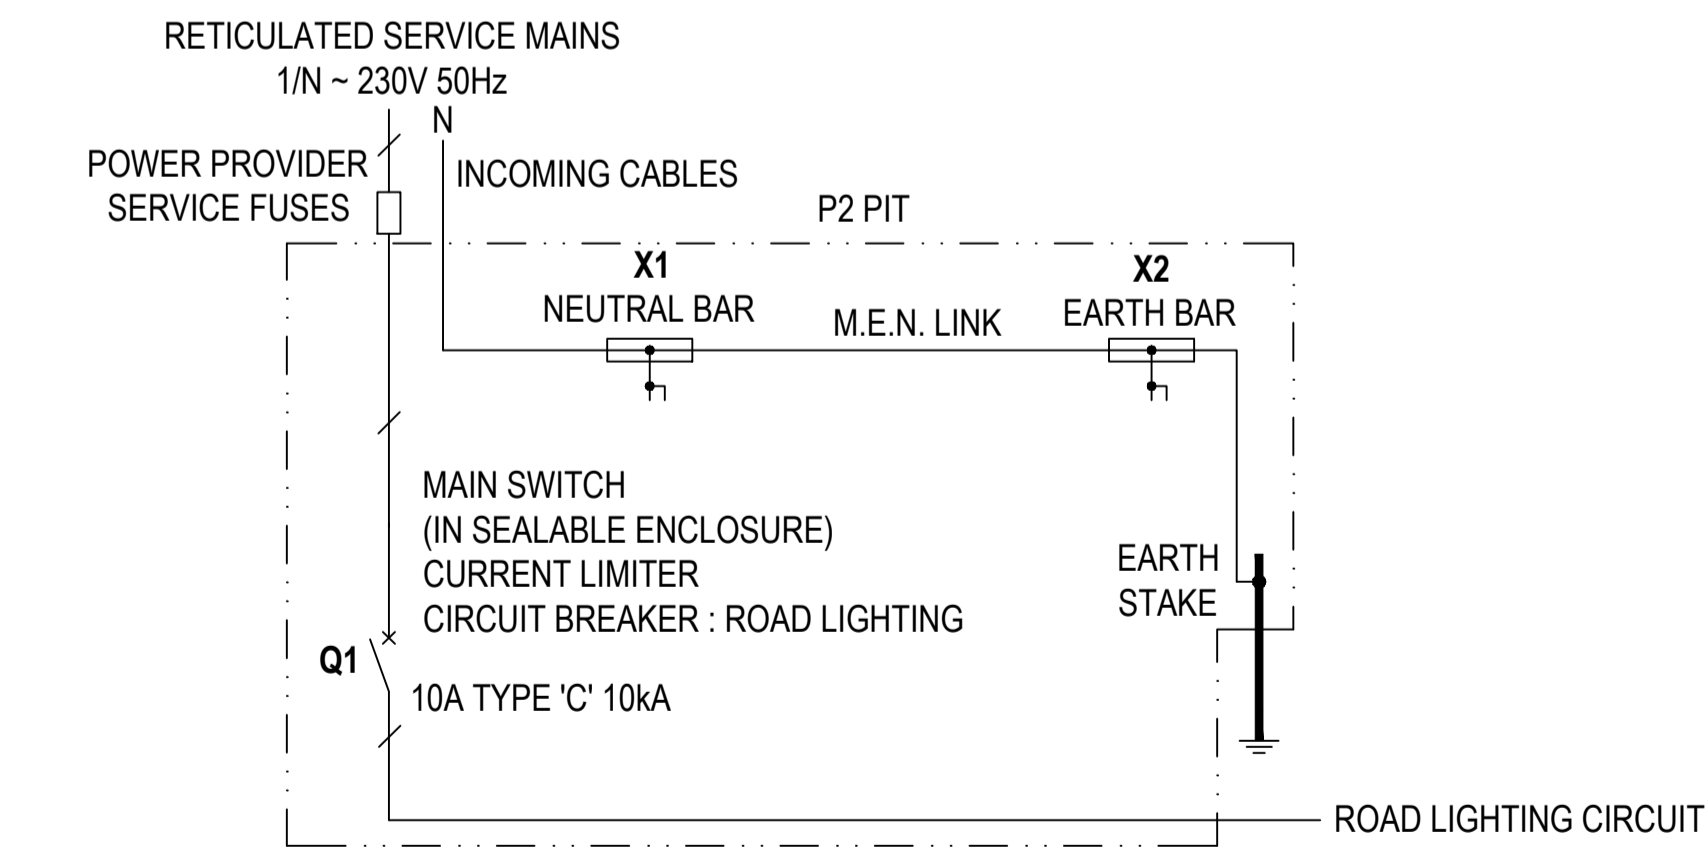 RETICULATED SERVICE MAINS
1/N ~ 230V 50Hz
N
POWER PROVIDER
SERVICE FUSES
INCOMING CABLES
P2 PIT
X1
NEUTRAL BAR
M.E.N. LINK
X2
EARTH BAR
MAIN SWITCH
(IN SEALABLE ENCLOSURE)
CURRENT LIMITER
CIRCUIT BREAKER : ROAD LIGHTING
EARTH
STAKE
Q1
10A TYPE 'C' 10kA
ROAD LIGHTING CIRCUIT